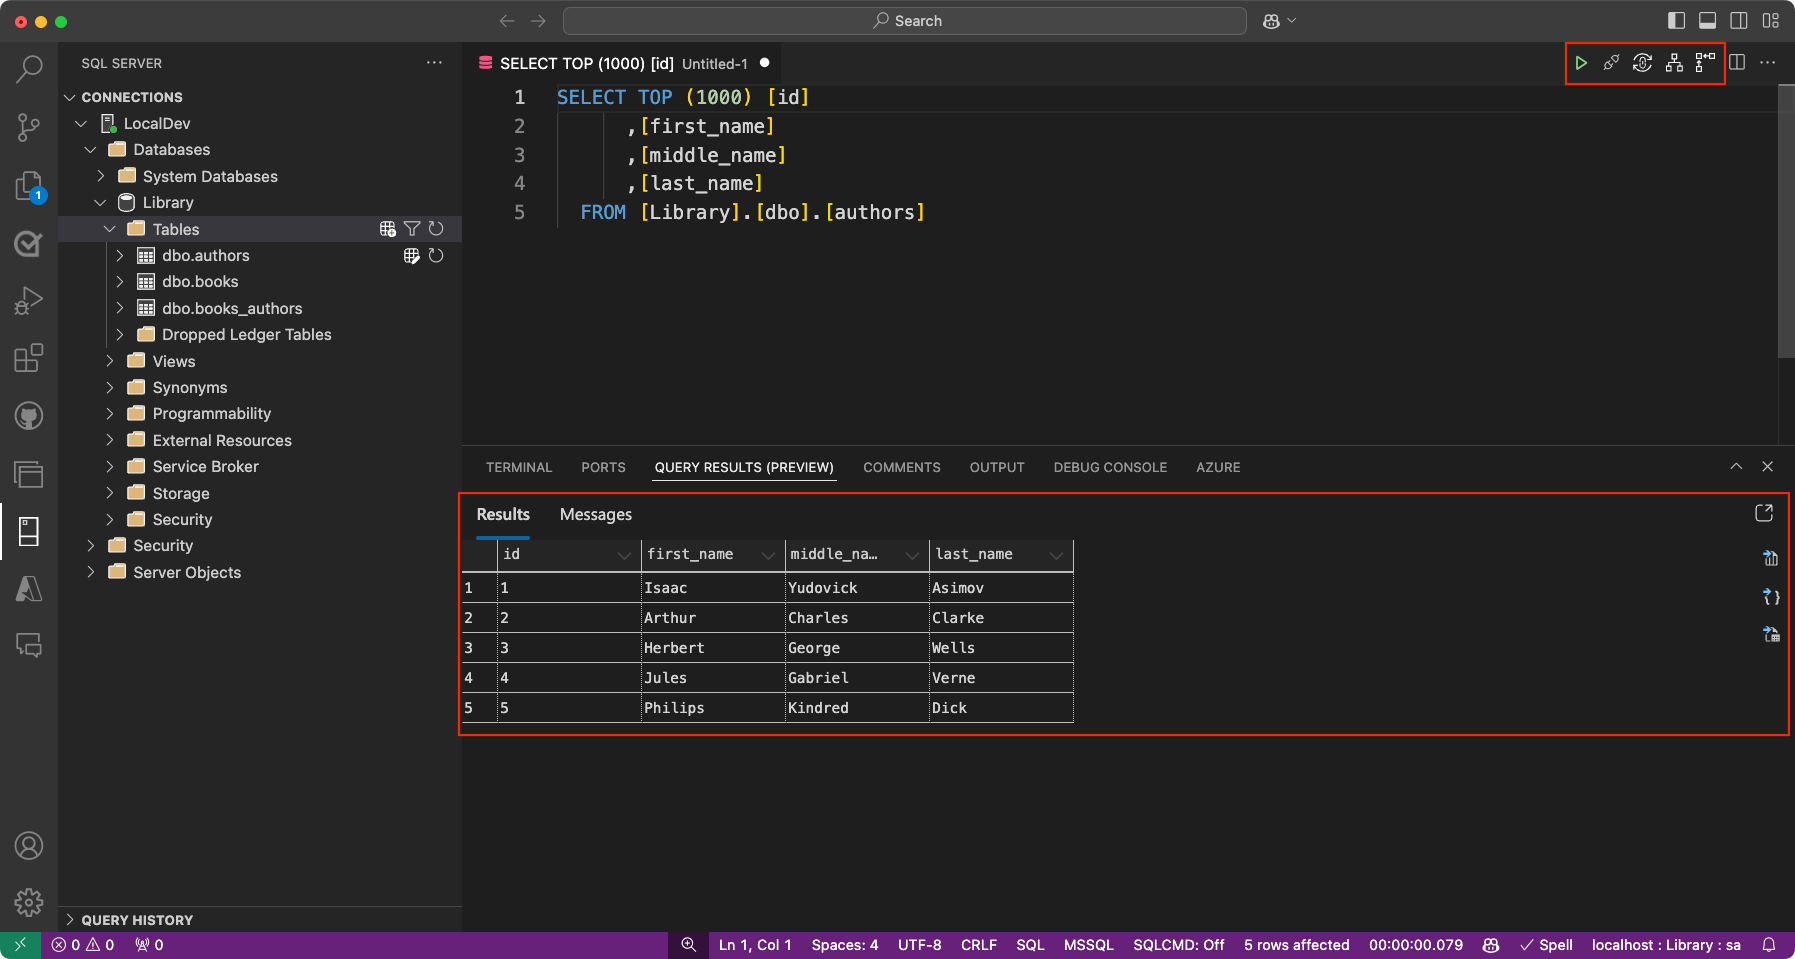 Search
SQL SERVER
CONNECTIONS
LocalDev
Databases
System Databases
Library
Tables
dbo.authors
dbo.books
dbo.books_authors
Dropped Ledger Tables
Views
Synonyms
Programmability
External Resources
Service Broker
Storage
Security
Security
Server Objects
QUERY HISTORY
1
SELECT TOP (1000) [id] Untitled-1
1 SELECT TOP (1000) [id]
2 ,[first_name]
3 ,[middle_name]
4 ,[last_name]
5 FROM [Library].[dbo].[authors]
TERMINAL PORTS QUERY RESULTS (PREVIEW) COMMENTS OUTPUT DEBUG CONSOLE AZURE
Results Messages
id first_name middle_na… last_name
1 1 Isaac Yudovick Asimov
2 2 Arthur Charles Clarke
3 3 Herbert George Wells
4 4 Jules Gabriel Verne
5 5 Philips Kindred Dick
0 0 0 Ln 1, Col 1 Spaces: 4 UTF-8 CRLF SQL MSSQL SQLCMD: Off 5 rows affected 00:00:00.079 Spell localhost : Library : sa